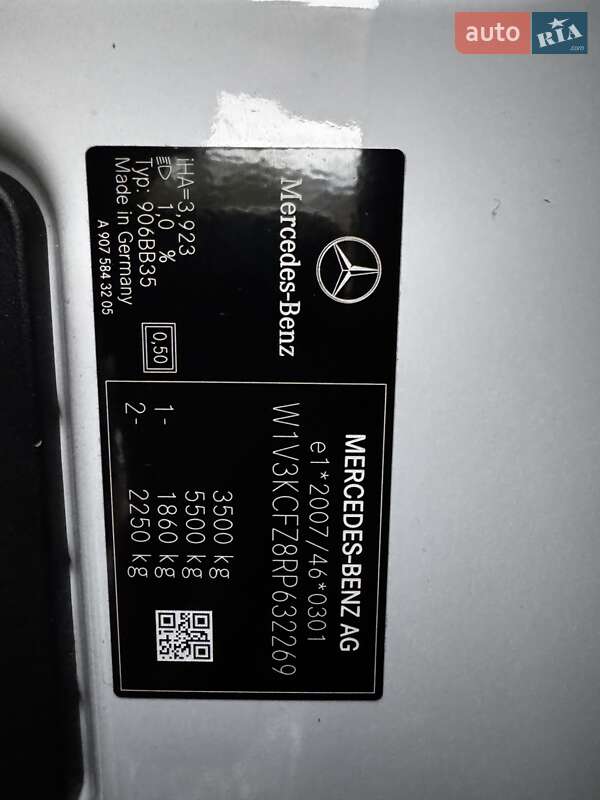 auto RIA
.com
Mercedes-Benz
iHA=3,923
1,0 %
Typ: 906BB35
Made in Germany
A 907 584 32 05
0,50
MERCEDES-BENZ AG
e1*2007/46*0301
W1V3KCFZ8RP632269
3500 kg
5500 kg
1- 1860 kg
2- 2250 kg